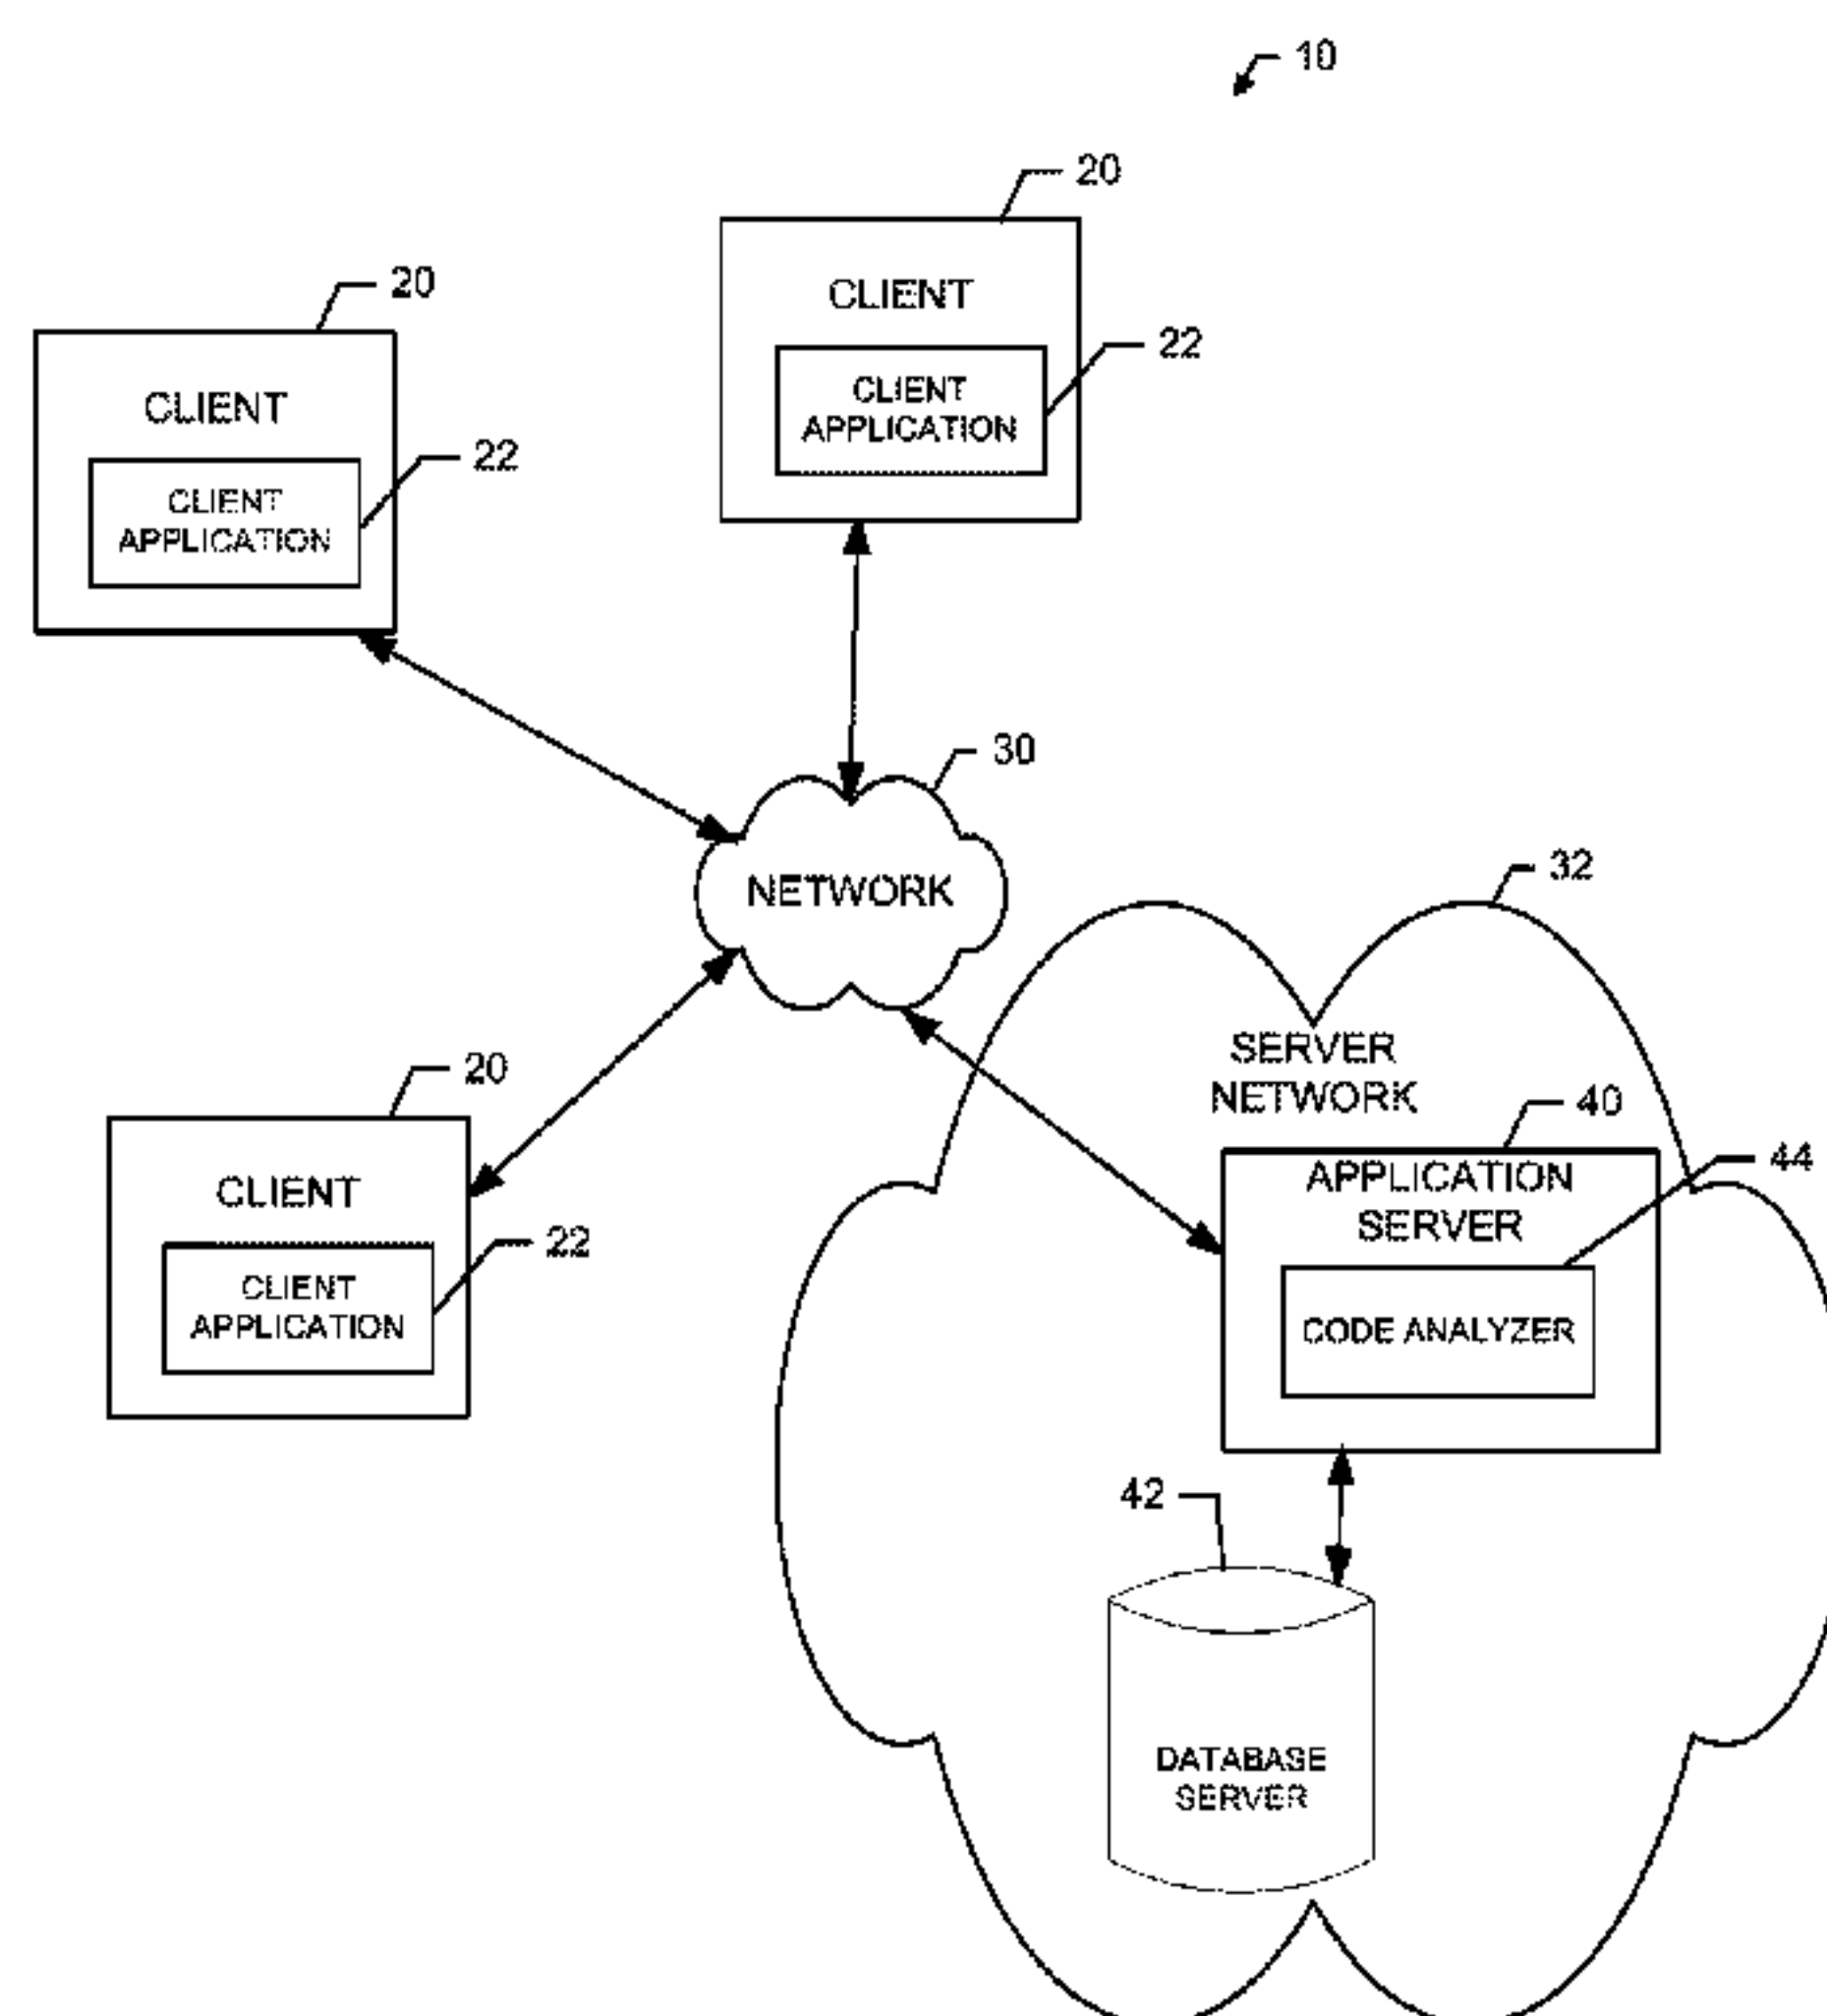 10
20
CLIENT
22
CLIENT
APPLICATION
20
CLIENT
22
CLIENT
APPLICATION
30
NETWORK
32
SERVER
NETWORK
20
CLIENT
22
CLIENT
APPLICATION
40
APPLICATION
SERVER
44
CODE ANALYZER
42
DATABASE
SERVER